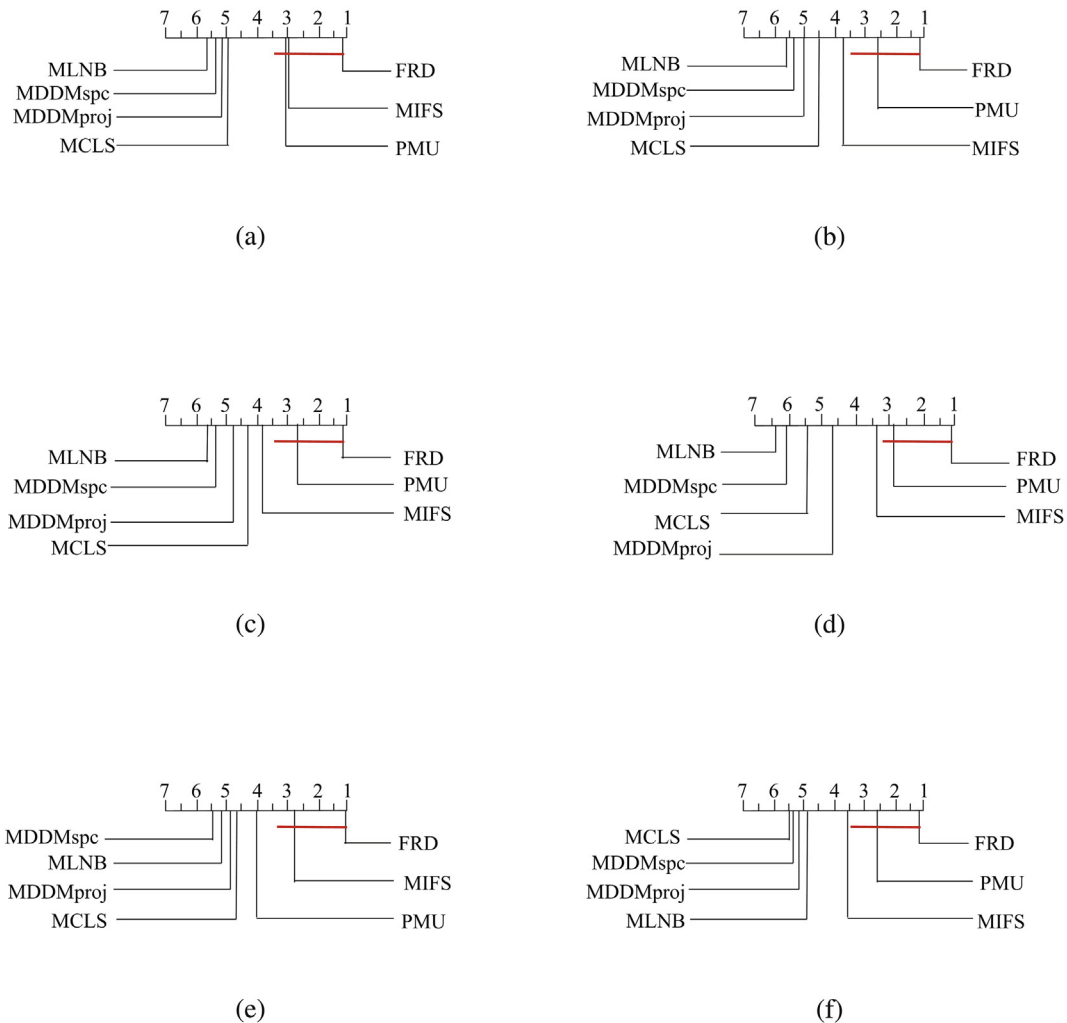 7 6 5 4 3 2 1
MLNB
FRD
MDDMspc
MIFS
MDDMproj
MCLS
PMU
(a)
7 6 5 4 3 2 1
MLNB
FRD
MDDMspc
PMU
MDDMproj
MCLS
MIFS
(b)
7 6 5 4 3 2 1
MLNB
FRD
MDDMspc
PMU
MDDMproj
MIFS
MCLS
(c)
7 6 5 4 3 2 1
MLNB
FRD
MDDMspc
PMU
MCLS
MIFS
MDDMproj
(d)
7 6 5 4 3 2 1
MDDMspc
FRD
MLNB
MIFS
MDDMproj
MCLS
PMU
(e)
7 6 5 4 3 2 1
MCLS
FRD
MDDMspc
PMU
MDDMproj
MLNB
MIFS
(f)